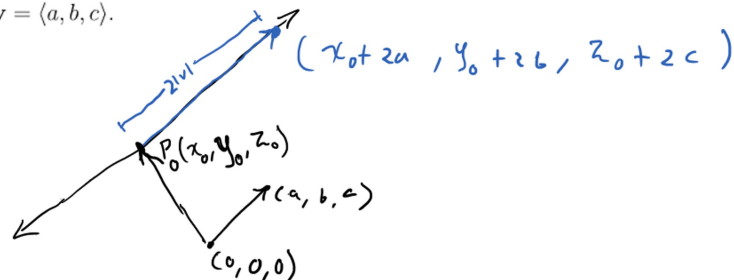 v = ⟨a, b, c⟩.
2|v|
(x₀+2a , y₀+2b, z₀+2c)
P₀(x₀, y₀, z₀)
(a, b, c)
(0, 0, 0)